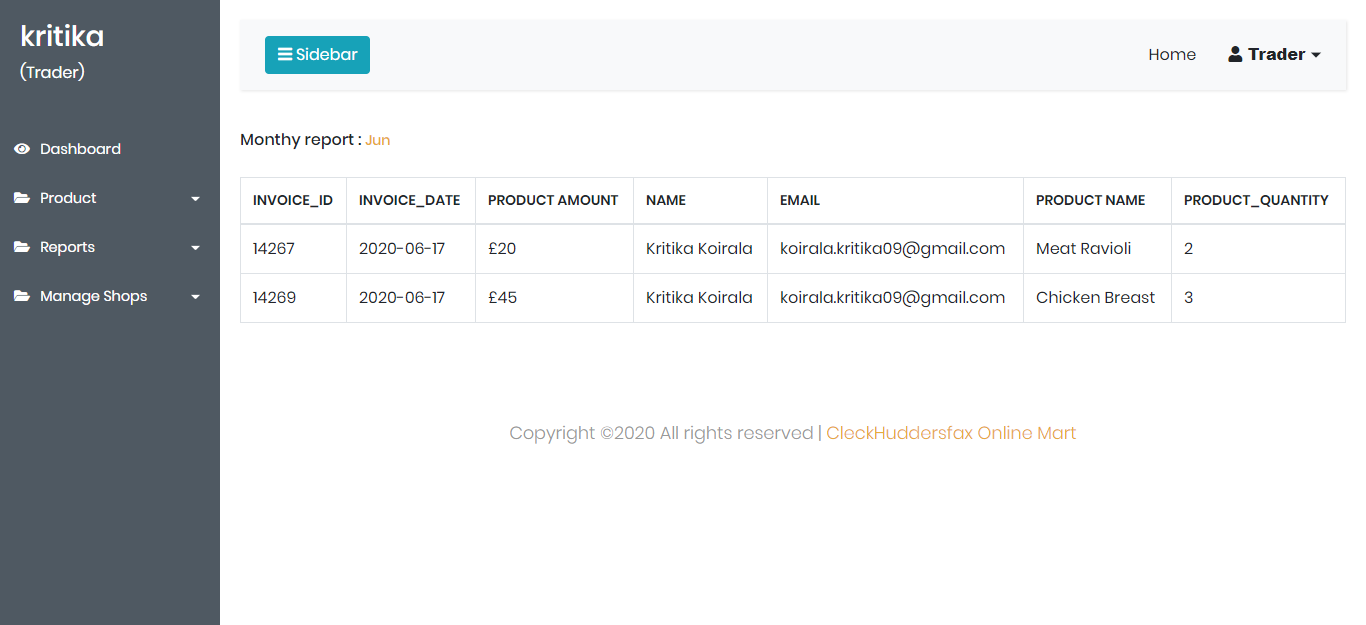 kritika
(Trader)
Dashboard
Product
Reports
Manage Shops
Sidebar
Home
Trader
Monthy report : Jun
INVOICE_ID INVOICE_DATE PRODUCT AMOUNT NAME EMAIL PRODUCT NAME PRODUCT_QUANTITY
14267 2020-06-17 £20 Kritika Koirala koirala.kritika09@gmail.com Meat Ravioli 2
14269 2020-06-17 £45 Kritika Koirala koirala.kritika09@gmail.com Chicken Breast 3
Copyright ©2020 All rights reserved | CleckHuddersfax Online Mart